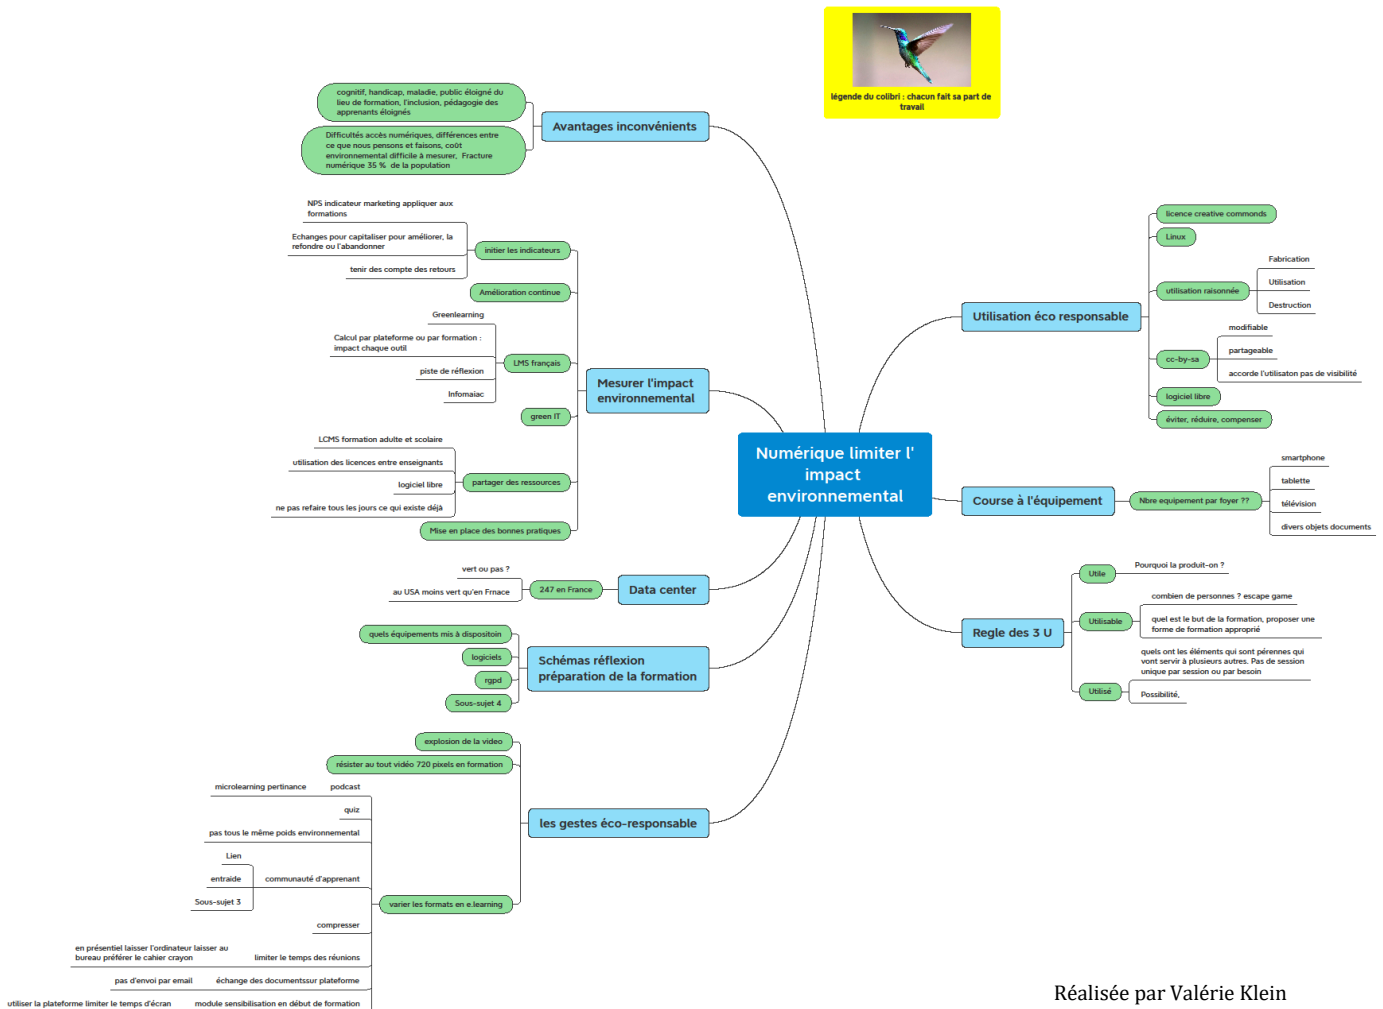 légende du colibri : chacun fait sa part de
travail
Numérique limiter l'
impact
environnemental
Avantages inconvénients
cognitif, handicap, maladie, public éloigné du
lieu de formation, l'inclusion, pédagogie des
apprenants éloignés
Difficultés accès numériques, différences entre
ce que nous pensons et faisons, coût
environnemental difficile à mesurer, Fracture
numérique 35 % de la population
Mesurer l'impact
environnemental
initier les indicateurs
NPS indicateur marketing appliquer aux
formations
Echanges pour capitaliser pour améliorer, la
refondre ou l'abandonner
tenir des compte des retours
Amélioration continue
LMS français
Greenlearning
Calcul par plateforme ou par formation :
impact chaque outil
piste de réflexion
Infomaiac
green IT
partager des ressources
LCMS formation adulte et scolaire
utilisation des licences entre enseignants
logiciel libre
ne pas refaire tous les jours ce qui existe déjà
Mise en place des bonnes pratiques
Data center
247 en France
vert ou pas ?
au USA moins vert qu'en Frnace
Schémas réflexion
préparation de la formation
quels équipements mis à dispositoin
logiciels
rgpd
Sous-sujet 4
les gestes éco-responsable
explosion de la video
résister au tout vidéo 720 pixels en formation
varier les formats en e.learning
podcast
microlearning pertinance
quiz
pas tous le même poids environnemental
communauté d'apprenant
Lien
entraide
Sous-sujet 3
compresser
limiter le temps des réunions
en présentiel laisser l'ordinateur laisser au
bureau préférer le cahier crayon
échange des documentssur plateforme
pas d'envoi par email
module sensibilisation en début de formation
utiliser la plateforme limiter le temps d'écran
Utilisation éco responsable
licence creative commonds
Linux
utilisation raisonnée
Fabrication
Utilisation
Destruction
cc-by-sa
modifiable
partageable
accorde l'utilisaton pas de visibilité
logiciel libre
éviter, réduire, compenser
Course à l'équipement
Nbre equipement par foyer ??
smartphone
tablette
télévision
divers objets documents
Regle des 3 U
Utile
Pourquoi la produit-on ?
Utilisable
combien de personnes ? escape game
quel est le but de la formation, proposer une
forme de formation approprié
Utilisé
quels ont les éléments qui sont pérennes qui
vont servir à plusieurs autres. Pas de session
unique par session ou par besoin
Possibilité,
Réalisée par Valérie Klein